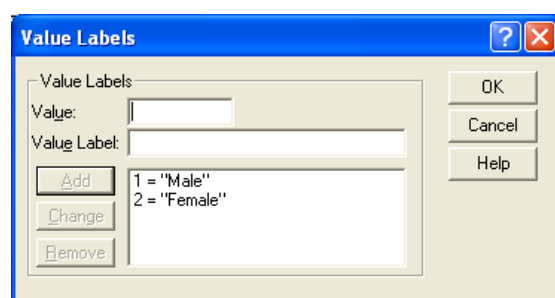 Value Labels
Value Labels
OK
Value:
Cancel
Value Label:
Help
Add
1 = "Male"
2 = "Female"
Change
Remove